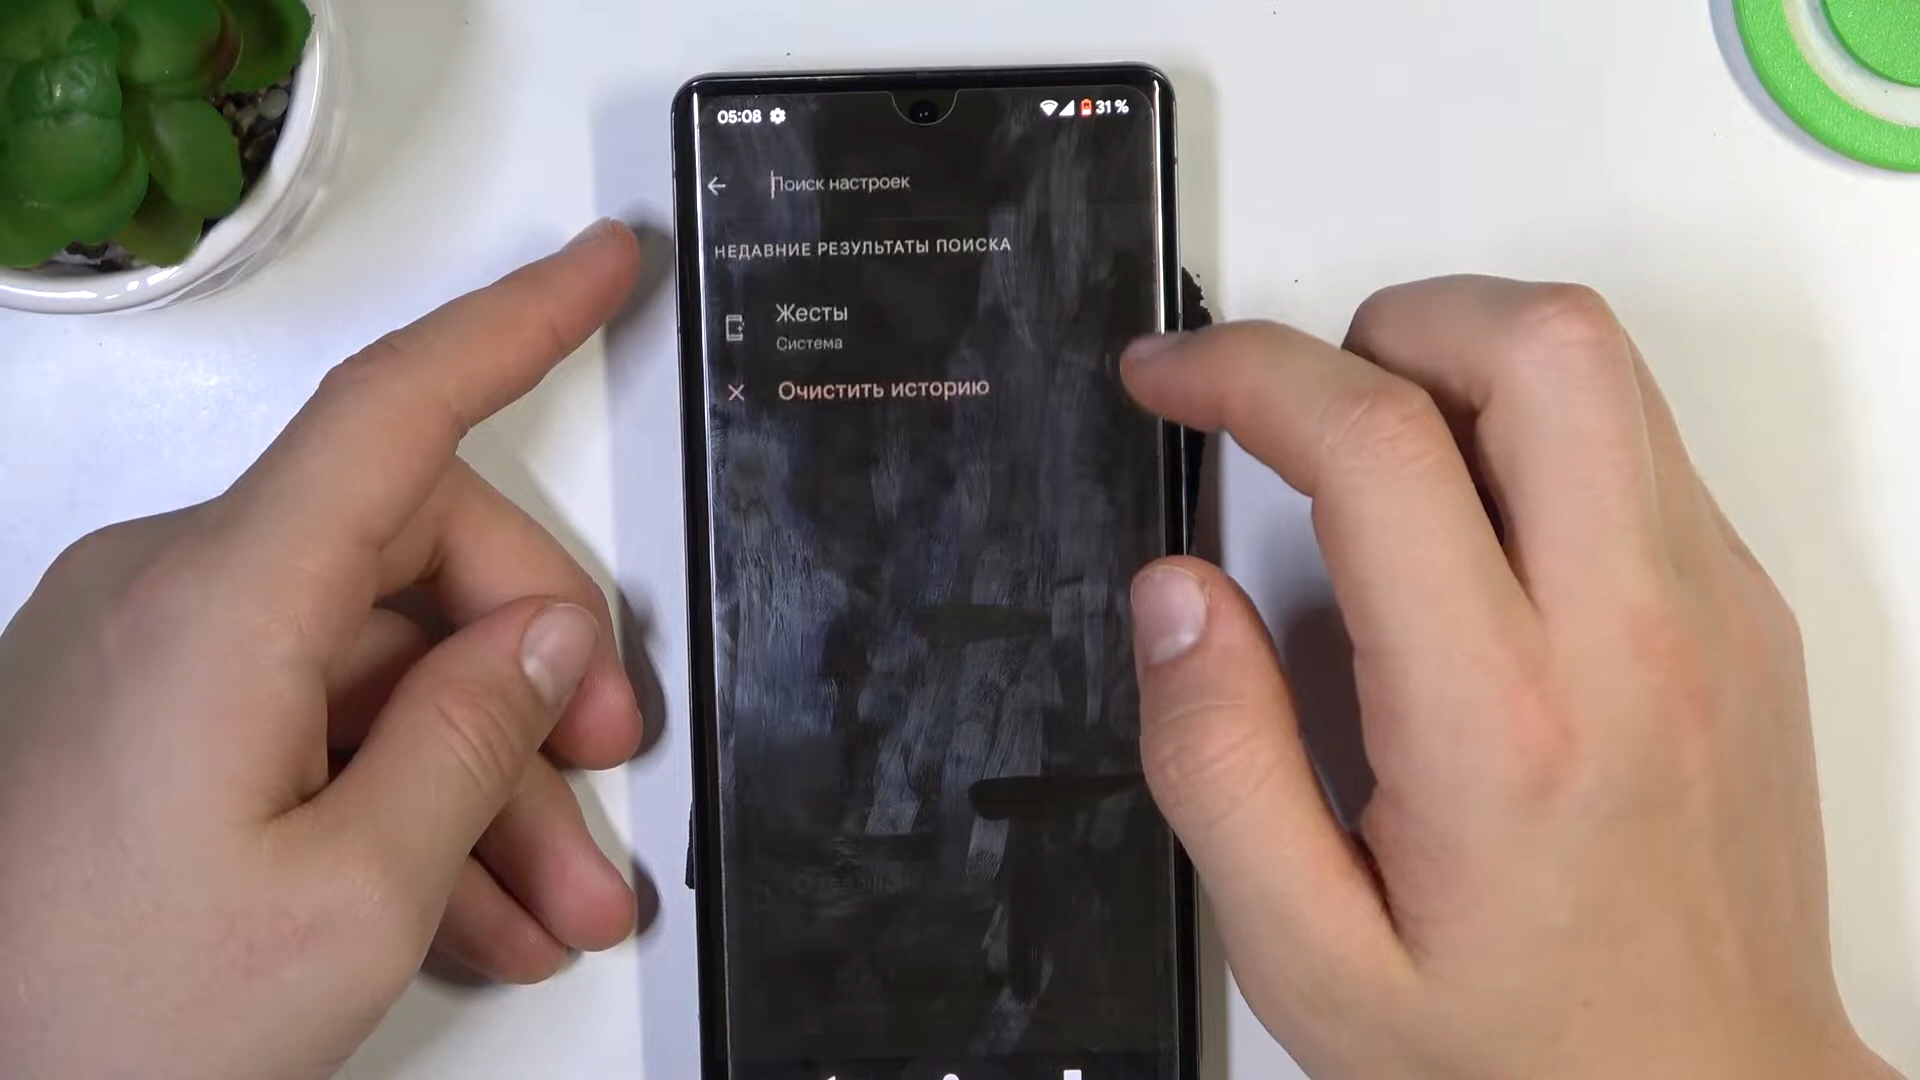 05:08
31 %
Поиск настроек
НЕДАВНИЕ РЕЗУЛЬТАТЫ ПОИСКА
Жесты
Система
Очистить историю